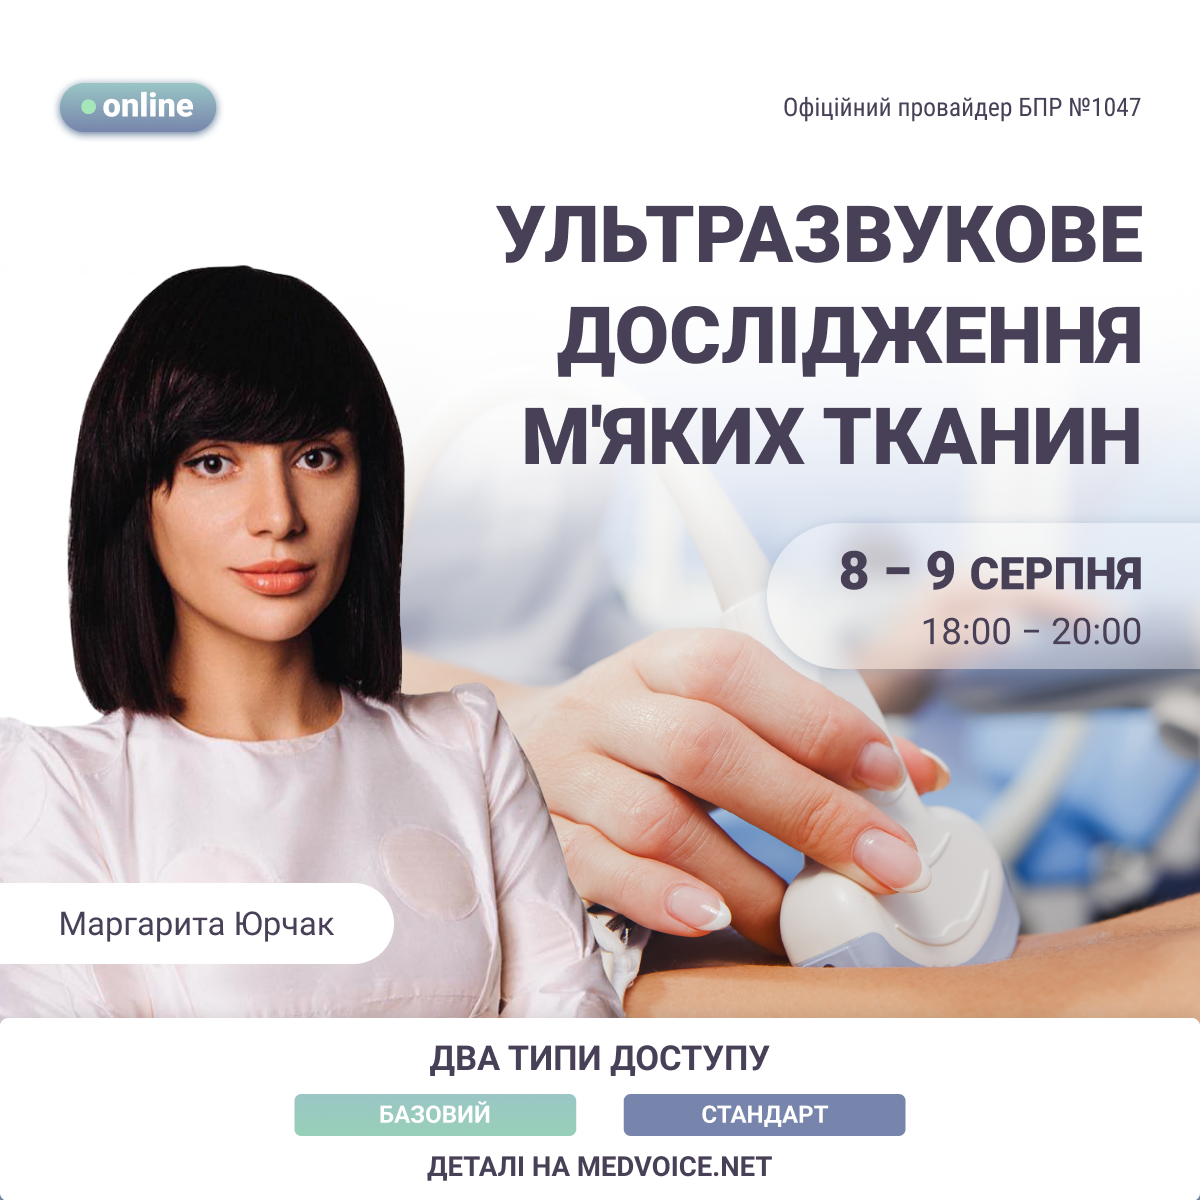 online
Офіційний провайдер БПР №1047
УЛЬТРАЗВУКОВЕ
ДОСЛІДЖЕННЯ
М'ЯКИХ ТКАНИН
8 – 9 СЕРПНЯ
18:00 – 20:00
Маргарита Юрчак
ДВА ТИПИ ДОСТУПУ
БАЗОВИЙ
СТАНДАРТ
ДЕТАЛІ НА MEDVOICE.NET